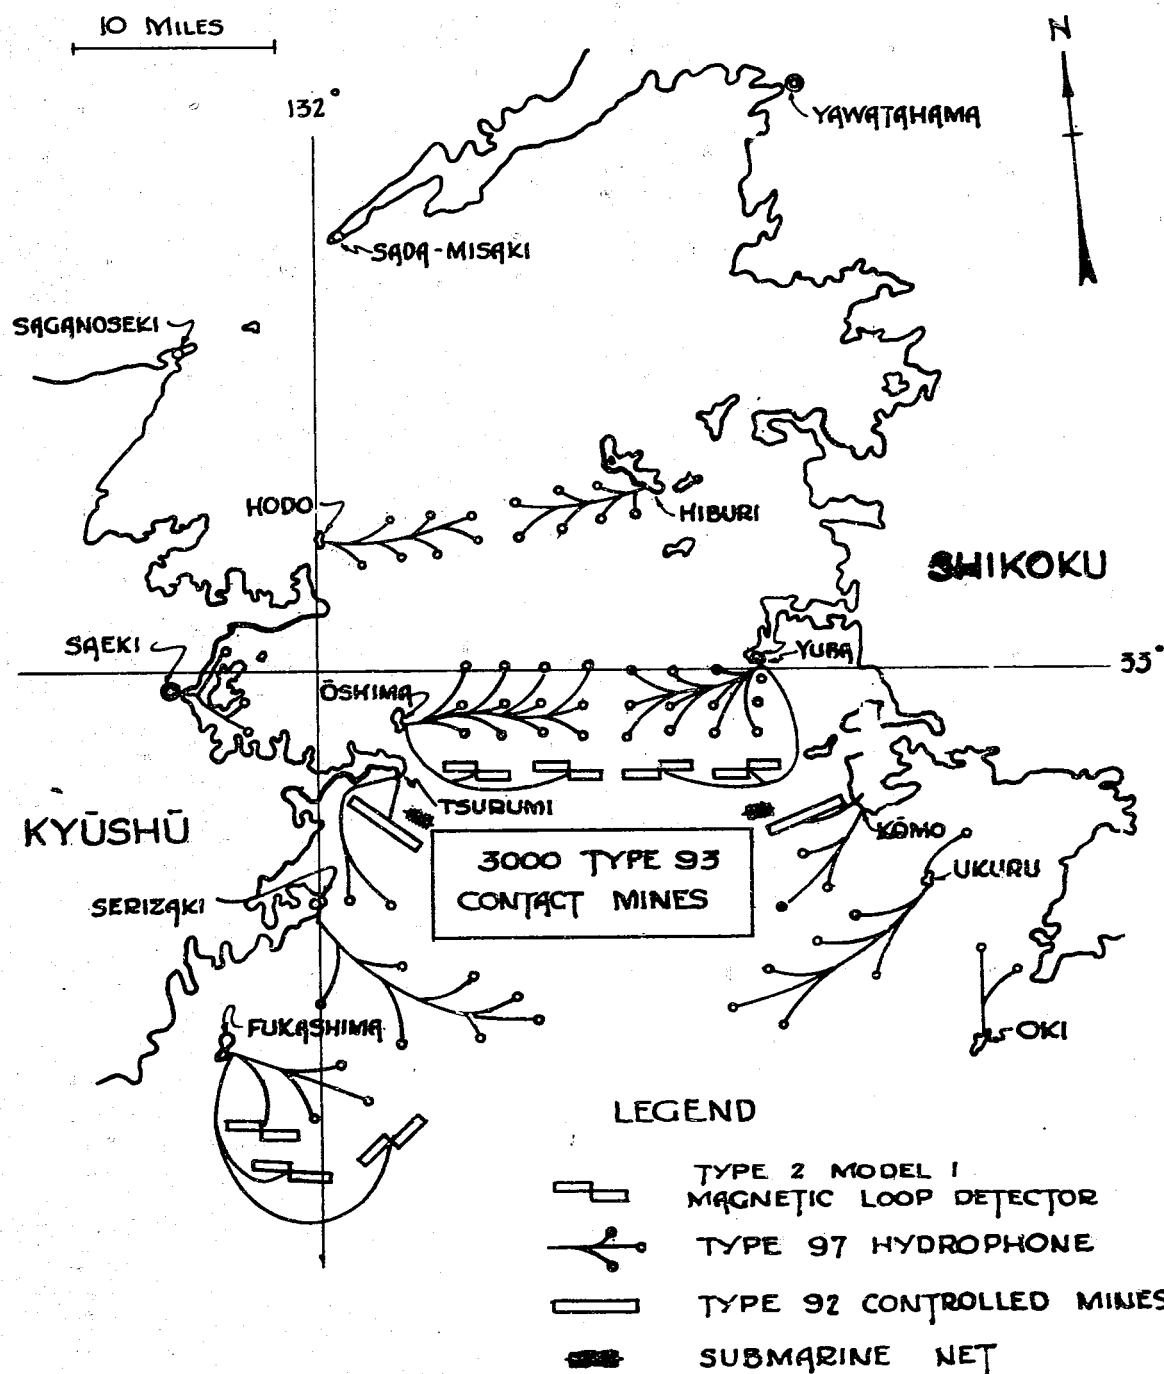 10 MILES
N
132°
YAWATAHAMA
SADA-MISAKI
SAGANOSEKI
HODO
HIBURI
SHIKOKU
SAEKI
YURA
33°
ŌSHIMA
TSURUMI
KYŪSHŪ
KŌMO
3000 TYPE 93
CONTACT MINES
UKURU
SERIZAKI
FUKASHIMA
OKI
LEGEND
TYPE 2 MODEL 1
MAGNETIC LOOP DETECTOR
TYPE 97 HYDROPHONE
TYPE 92 CONTROLLED MINES
SUBMARINE NET